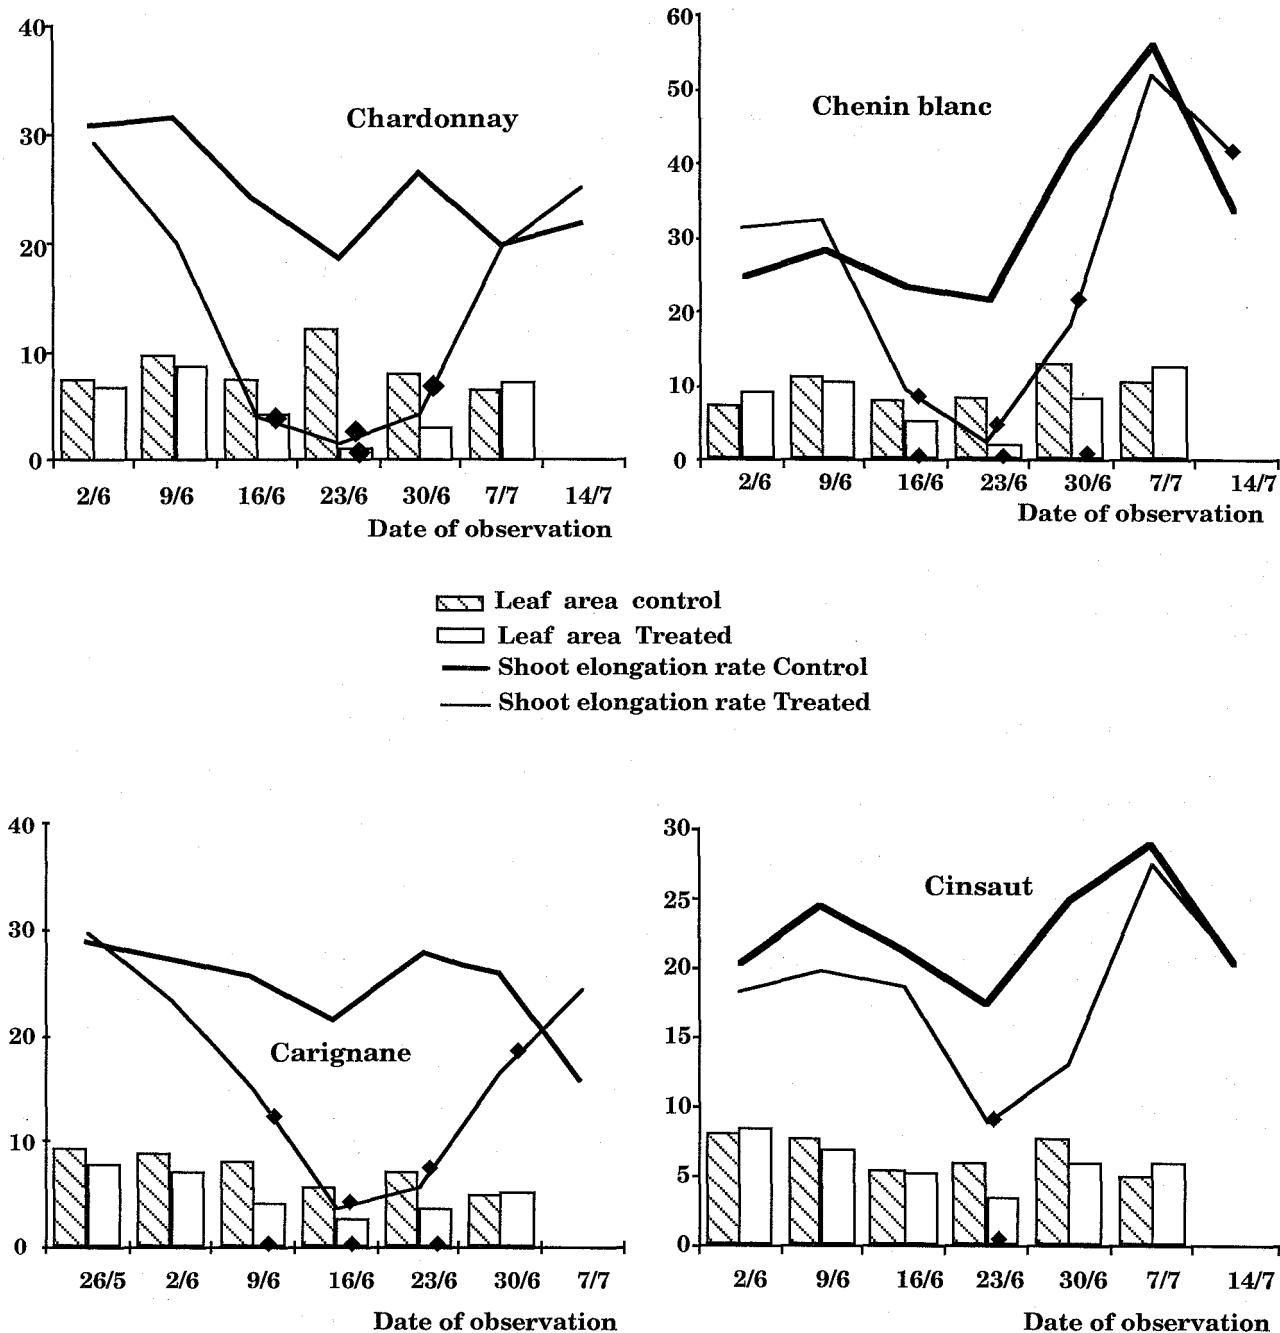 40
30
20
10
0
Chardonnay
2/6 9/6 16/6 23/6 30/6 7/7 14/7
Date of observation
60
50
40
30
20
10
0
Chenin blanc
2/6 9/6 16/6 23/6 30/6 7/7 14/7
Date of observation
Leaf area control
Leaf area Treated
Shoot elongation rate Control
Shoot elongation rate Treated
40
30
20
10
0
Carignane
26/5 2/6 9/6 16/6 23/6 30/6 7/7
Date of observation
30
25
20
15
10
5
0
Cinsaut
2/6 9/6 16/6 23/6 30/6 7/7 14/7
Date of observation